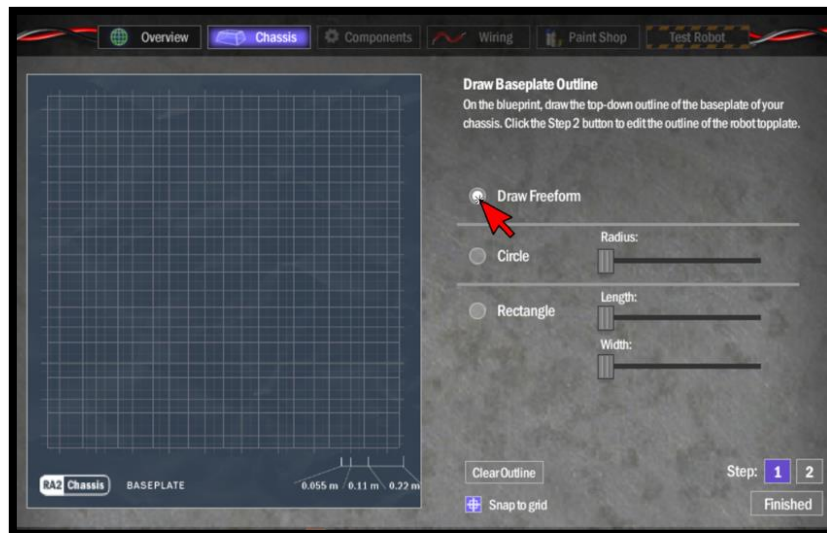 Overview Chassis Components Wiring Paint Shop Test Robot
Draw Baseplate Outline
On the blueprint, draw the top-down outline of the baseplate of your
chassis. Click the Step 2 button to edit the outline of the robot topplate.
Draw Freeform
Radius:
Circle
Length:
Rectangle
Width:
Clear Outline
Step: 1 2
RA2 Chassis BASEPLATE 0.055 m 0.11 m 0.22 m
Snap to grid
Finished